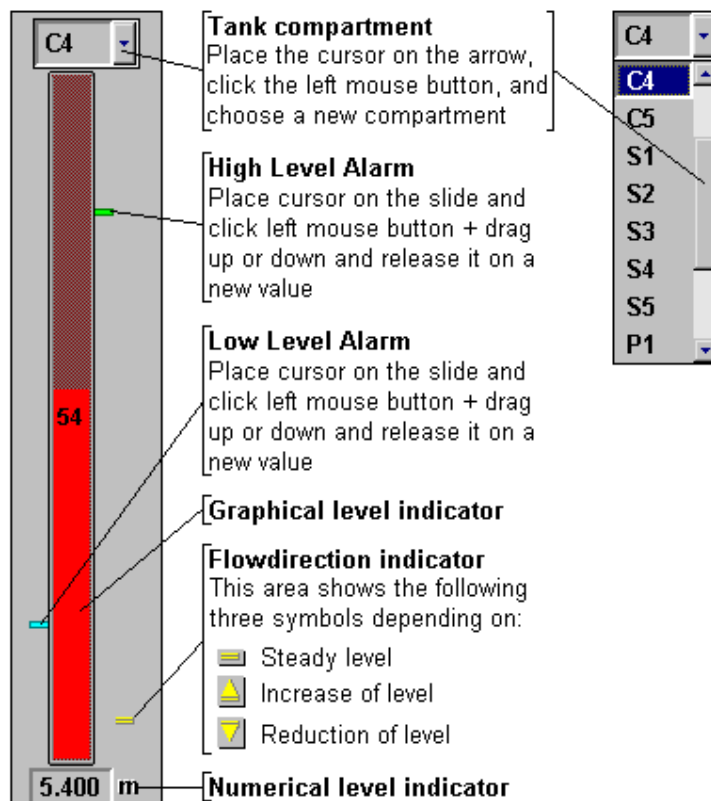 C4
Tank compartment
Place the cursor on the arrow,
click the left mouse button, and
choose a new compartment
High Level Alarm
Place cursor on the slide and
click left mouse button + drag
up or down and release it on a
new value
Low Level Alarm
Place cursor on the slide and
click left mouse button + drag
up or down and release it on a
new value
54
Graphical level indicator
Flowdirection indicator
This area shows the following
three symbols depending on:
Steady level
Increase of level
Reduction of level
5.400 m
Numerical level indicator
C4
C4
C5
S1
S2
S3
S4
S5
P1